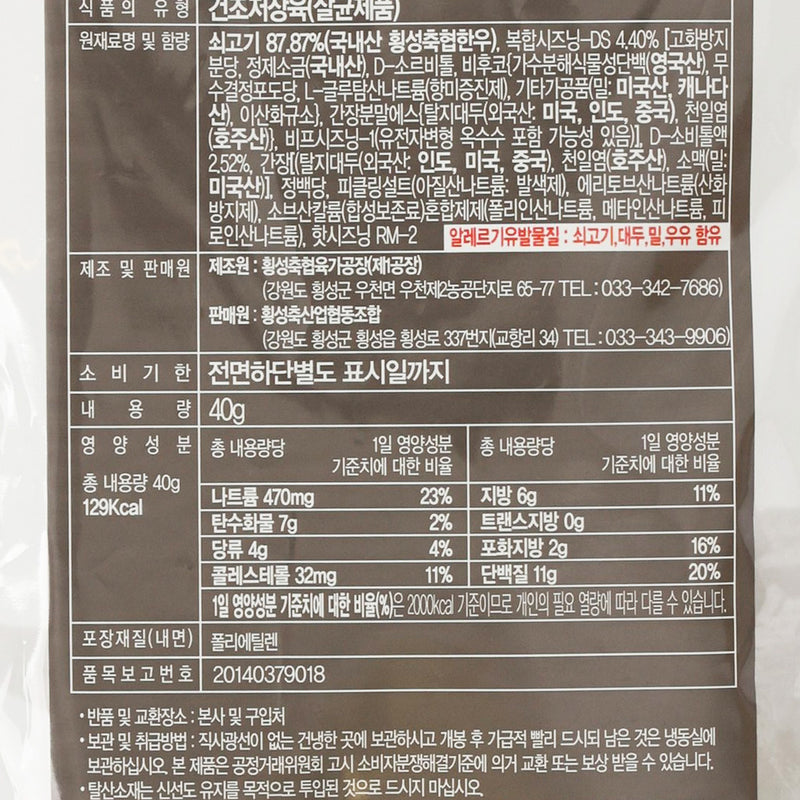 식품의 유형 건조저장육(살균제품)
원재료명 및 함량 쇠고기 87.87%(국내산 횡성축협한우), 복합시즈닝-DS 4.40% [고화방지
분당, 정제소금(국내산), D-소르비톨, 비후코{가수분해식물성단백(영국산), 무
수결정포도당, L-글루탐산나트륨(향미증진제), 기타가공품(밀: 미국산, 캐나다
산), 이산화규소}, 간장분말에스[탈지대두(외국산: 미국, 인도, 중국), 천일염
(호주산)], 비프시즈닝-1(유전자변형 옥수수 포함 가능성 있음)], D-소비톨액
2.52%, 간장[(탈지대두(외국산: 인도, 미국, 중국), 천일염(호주산), 소맥(밀:
미국산)], 정백당, 피클링설트(아질산나트륨: 발색제), 에리토브산나트륨(산화
방지제), 소브산칼륨(합성보존료)혼합제제(폴리인산나트륨, 메타인산나트륨, 피
로인산나트륨), 핫시즈닝 RM-2 알레르기유발물질 : 쇠고기,대두,밀,우유 함유
제조 및 판매원 제조원 : 횡성축협육가공장(제1공장)
(강원도 횡성군 우천면 우천제2농공단지로 65-77 TEL : 033-342-7686)
판매원 : 횡성축산업협동조합
(강원도 횡성군 횡성읍 횡성로 337번지(교항리 34) TEL : 033-343-9906)
소비기한 전면하단별도 표시일까지
내용량 40g
영양성분 총 내용량당 1일 영양성분 총 내용량당 1일 영양성분
기준치에 대한 비율 기준치에 대한 비율
총 내용량 40g
129Kcal
나트륨 470mg 23% 지방 6g 11%
탄수화물 7g 2% 트랜스지방 0g
당류 4g 4% 포화지방 2g 16%
콜레스테롤 32mg 11% 단백질 11g 20%
1일 영양성분 기준치에 대한 비율(%)은 2000kcal 기준이므로 개인의 필요 열량에 따라 다를 수 있습니다.
포장재질(내면) 폴리에틸렌
품목보고번호 20140379018
• 반품 및 교환장소 : 본사 및 구입처
• 보관 및 취급방법 : 직사광선이 없는 건냉한 곳에 보관하시고 개봉 후 가급적 빨리 드시되 남은 것은 냉동실에
보관하십시오. 본 제품은 공정거래위원회 고시 소비자분쟁해결기준에 의거 교환 또는 보상 받을 수 있습니다.
• 탈산소재는 신선도 유지를 목적으로 투입된 것으로 드시지 마십시오.